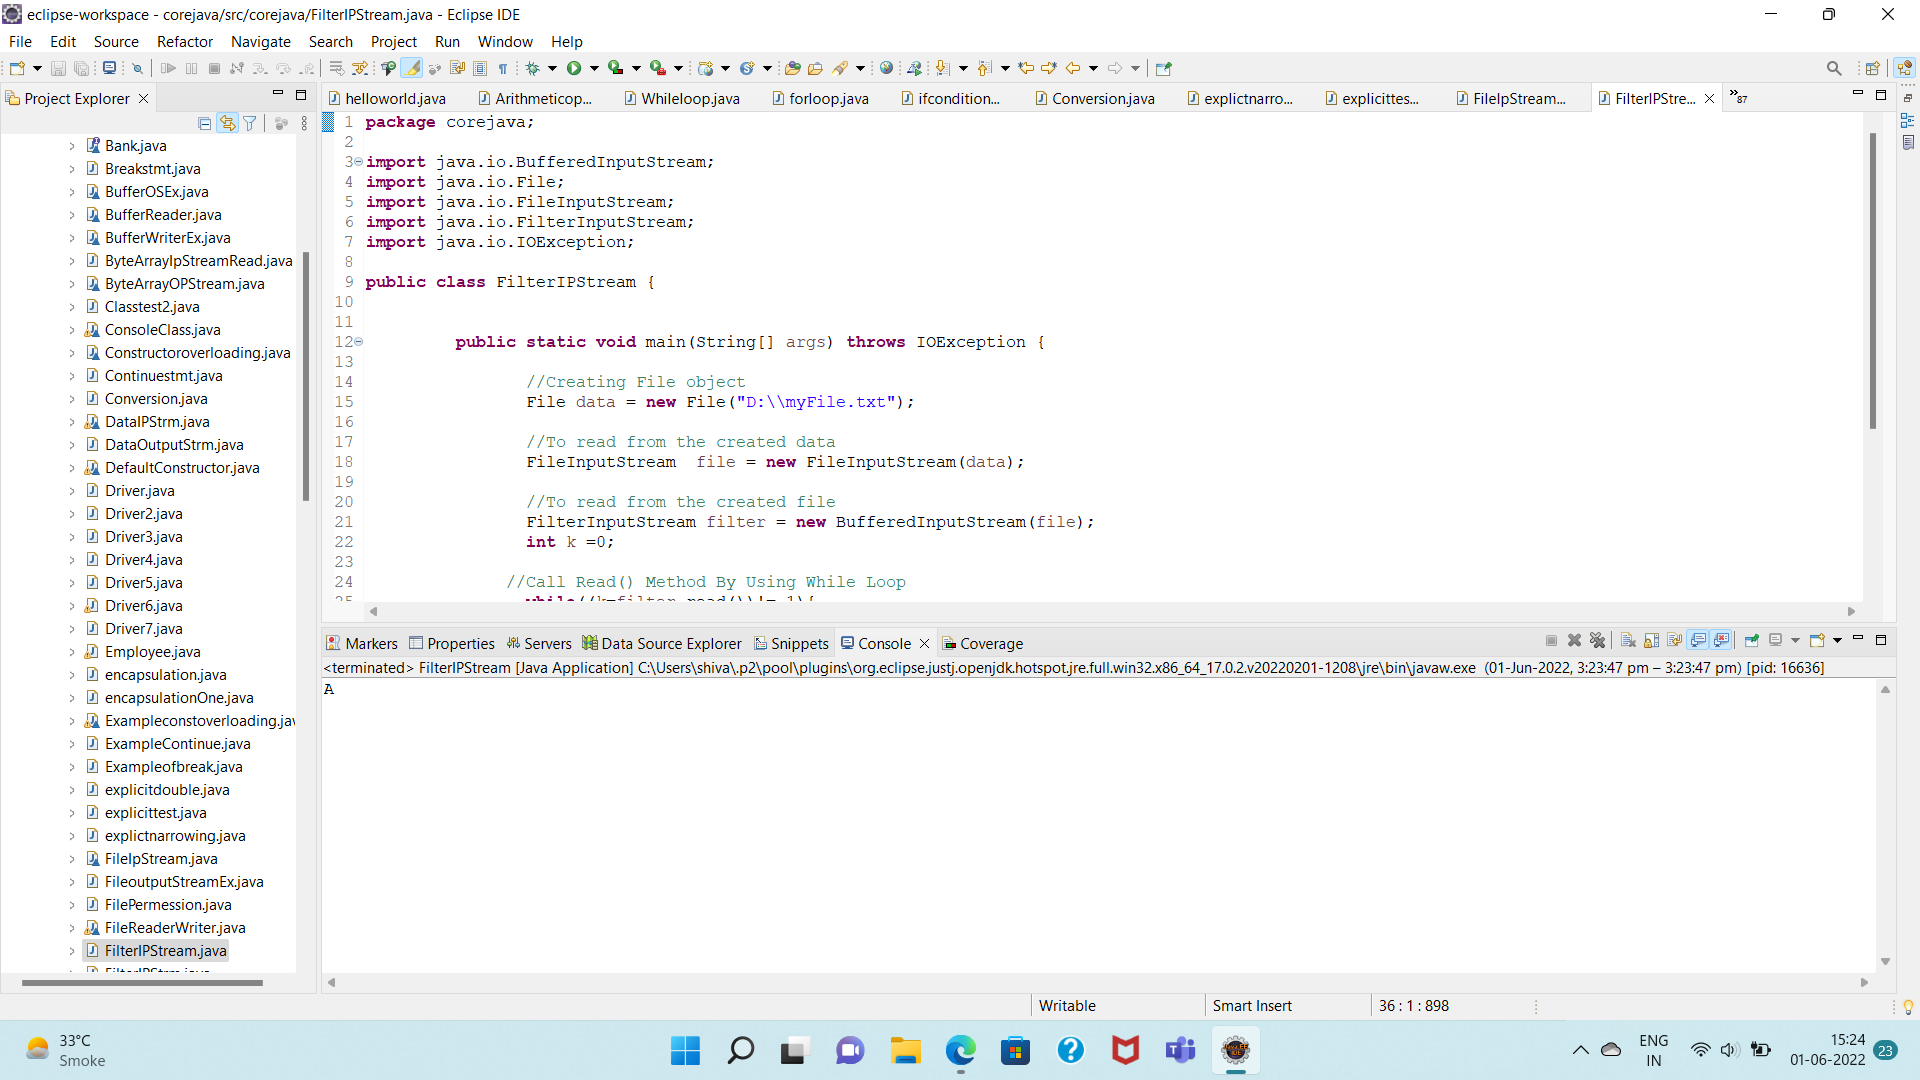 eclipse-workspace - corejava/src/corejava/FilterIPStream.java - Eclipse IDE
File Edit Source Refactor Navigate Search Project Run Window Help
Project Explorer
Bank.java
Breakstmt.java
BufferOSEx.java
BufferReader.java
BufferWriterEx.java
ByteArrayIpStreamRead.java
ByteArrayOPStream.java
Classtest2.java
ConsoleClass.java
Constructoroverloading.java
Continuestmt.java
Conversion.java
DataIPStrm.java
DataOutputStrm.java
DefaultConstructor.java
Driver.java
Driver2.java
Driver3.java
Driver4.java
Driver5.java
Driver6.java
Driver7.java
Employee.java
encapsulation.java
encapsulationOne.java
Exampleconstoverloading.jav
ExampleContinue.java
Exampleofbreak.java
explicitdouble.java
explicittest.java
explictnarrowing.java
FileIpStream.java
FileoutputStreamEx.java
FilePermession.java
FileReaderWriter.java
FilterIPStream.java
FilterIPStrm.java
helloworld.java Arithmeticop... Whileloop.java forloop.java ifcondition... Conversion.java explictnarro... explicittes... FileIpStream... FilterIPStre... »87
1 package corejava;
2
3 import java.io.BufferedInputStream;
4 import java.io.File;
5 import java.io.FileInputStream;
6 import java.io.FilterInputStream;
7 import java.io.IOException;
8
9 public class FilterIPStream {
10
11
12 public static void main(String[] args) throws IOException {
13
14 //Creating File object
15 File data = new File("D:\\myFile.txt");
16
17 //To read from the created data
18 FileInputStream  file = new FileInputStream(data);
19
20 //To read from the created file
21 FilterInputStream filter = new BufferedInputStream(file);
22 int k =0;
23
24 //Call Read() Method By Using While Loop
25 while((k=filter.read())!=-1){
Markers Properties Servers Data Source Explorer Snippets Console Coverage
<terminated> FilterIPStream [Java Application] C:\Users\shiva\.p2\pool\plugins\org.eclipse.justj.openjdk.hotspot.jre.full.win32.x86_64_17.0.2.v20220201-1208\jre\bin\javaw.exe (01-Jun-2022, 3:23:47 pm – 3:23:47 pm) [pid: 16636]
A
Writable Smart Insert 36 : 1 : 898
33°C
Smoke
ENG
IN
15:24
01-06-2022
23